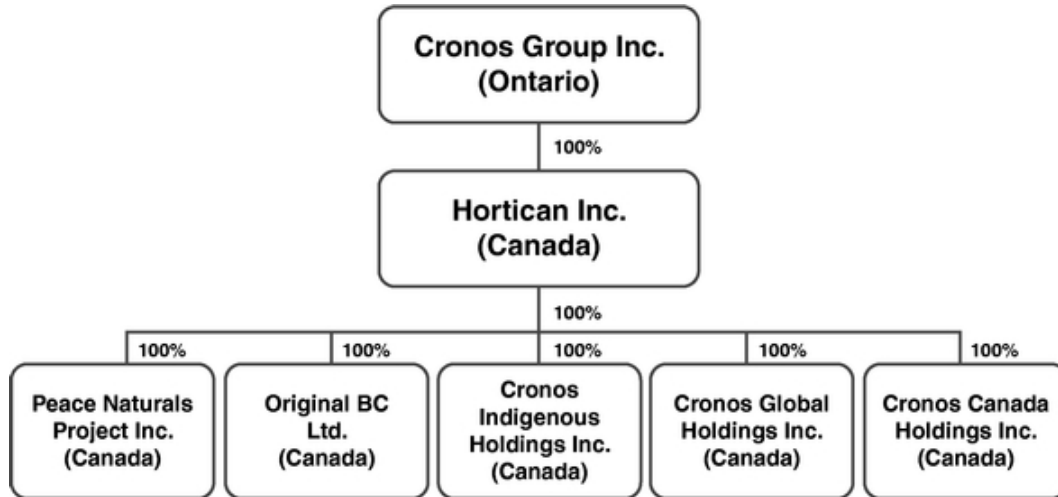 Cronos Group Inc.
(Ontario)
100%
Hortican Inc.
(Canada)
100%
100%
100%
100%
100%
100%
Peace Naturals
Project Inc.
(Canada)
Original BC
Ltd.
(Canada)
Cronos
Indigenous
Holdings Inc.
(Canada)
Cronos Global
Holdings Inc.
(Canada)
Cronos Canada
Holdings Inc.
(Canada)